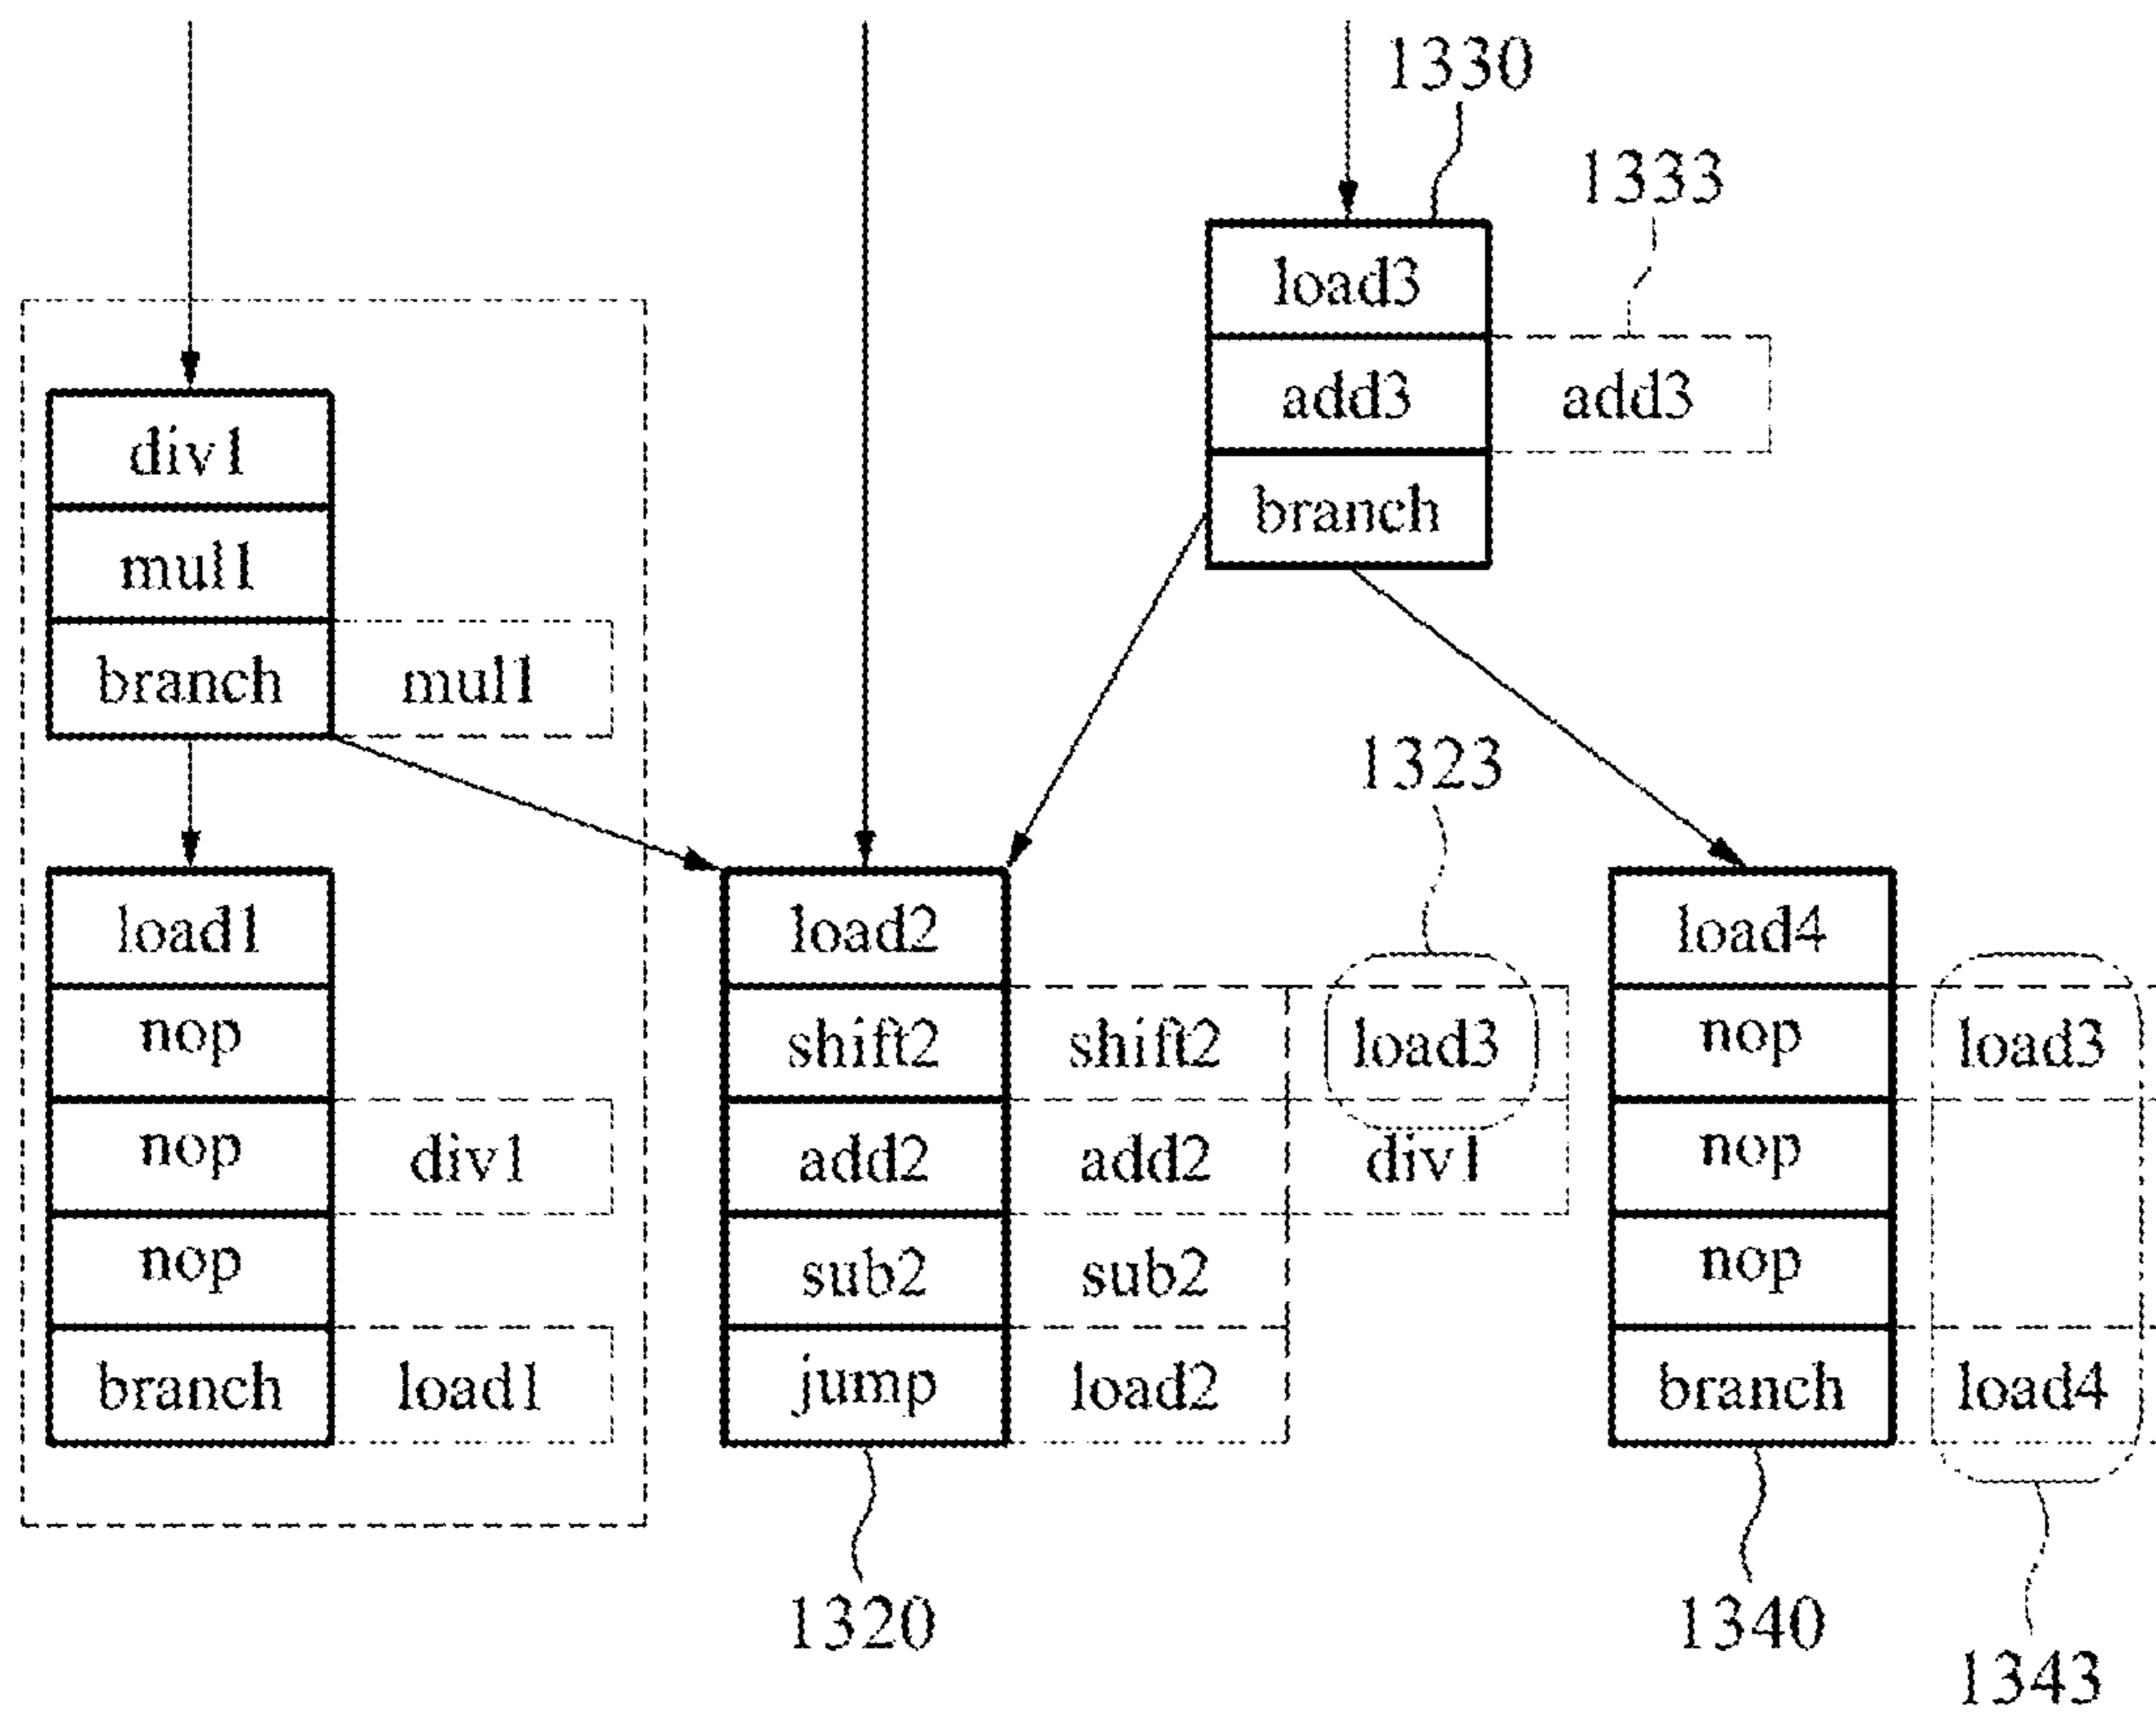 1330
1333
load3
add3 add3
branch
div1
mul1
branch mul1
1323
load1
nop
nop div1
nop
branch load1
load2
shift2 shift2 load3
add2 add2 div1
sub2 sub2
jump load2
load4
nop load3
nop
nop
branch load4
1320
1340
1343